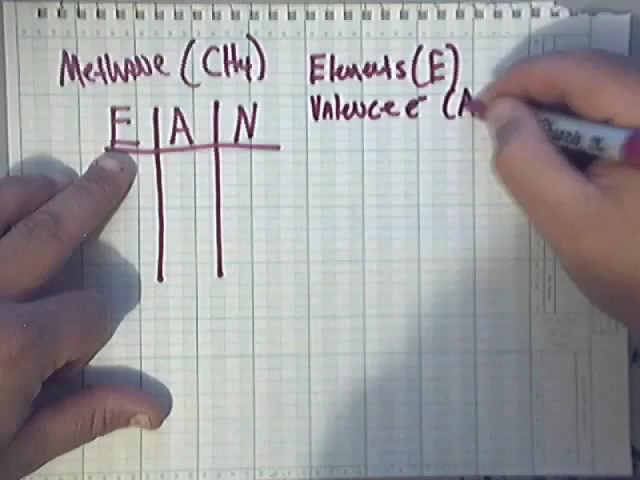 Methane (CH4)
Elements (E)
Valence e⁻ (A
E A N